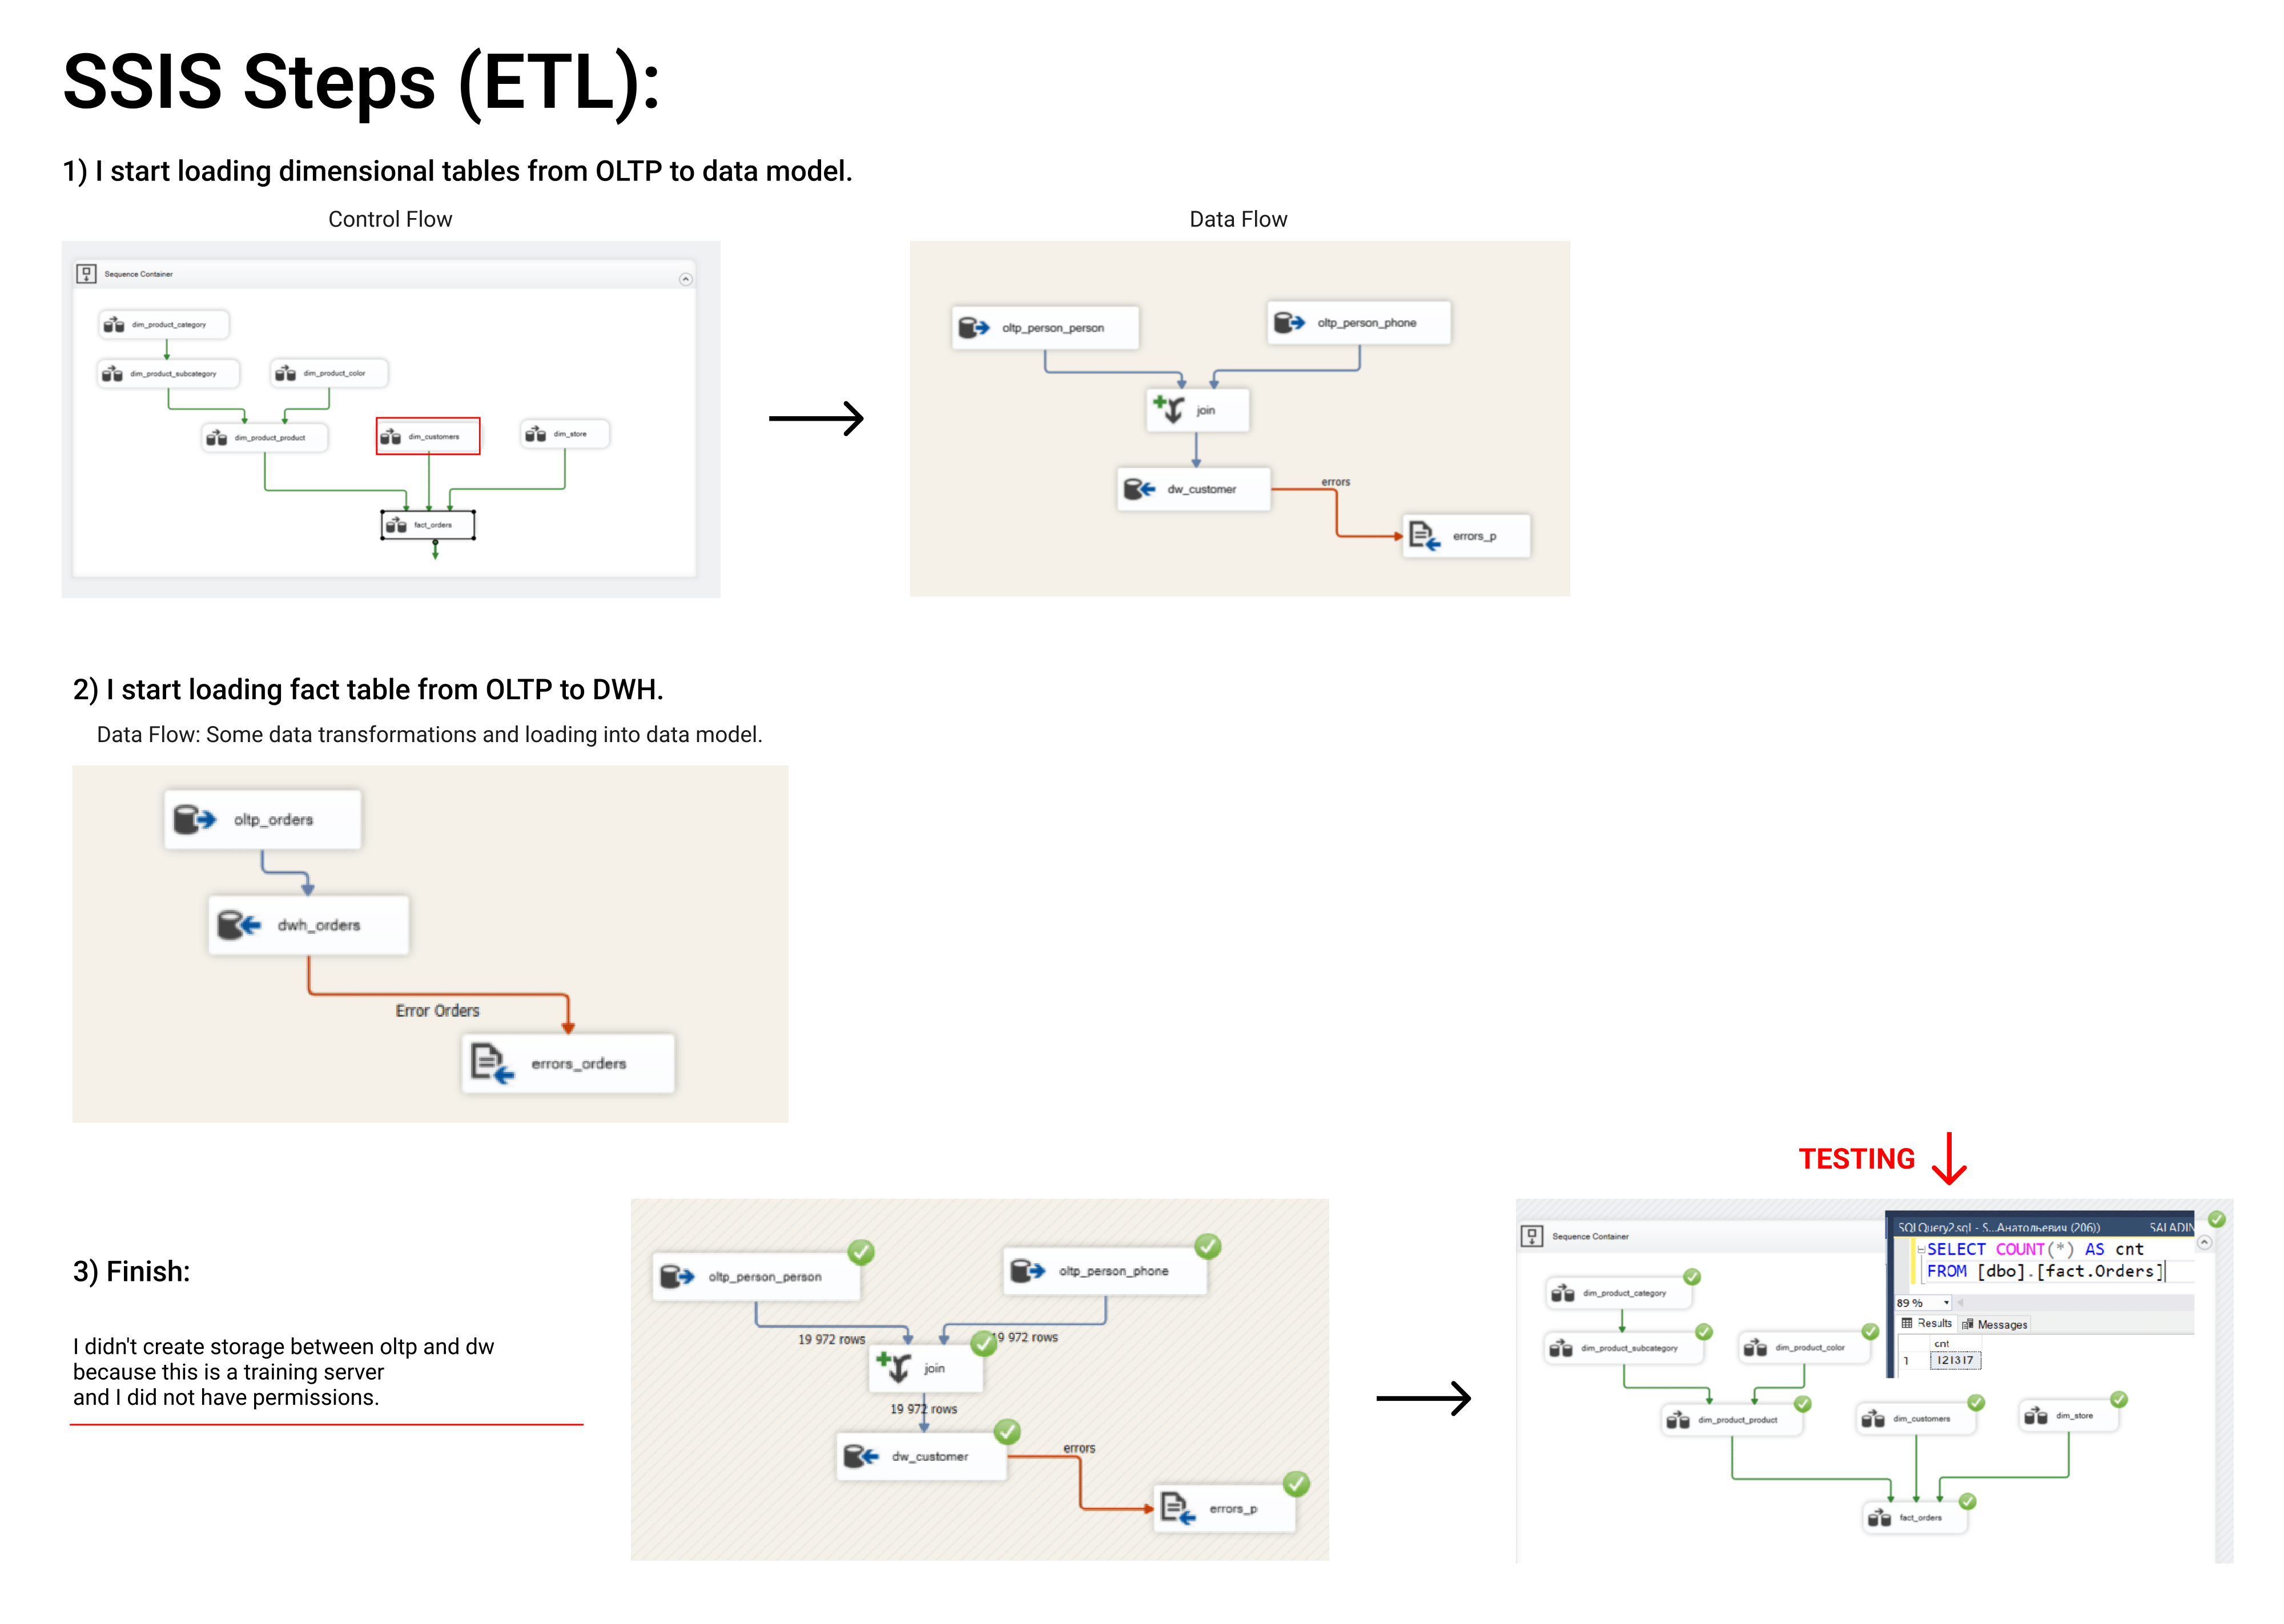 SSIS Steps (ETL):
1) I start loading dimensional tables from OLTP to data model.
Control Flow
Sequence Container
dim_product_category
dim_product_subcategory
dim_product_color
dim_product_product
dim_customers
dim_store
fact_orders
Data Flow
oltp_person_person
oltp_person_phone
join
dw_customer
errors
errors_p
2) I start loading fact table from OLTP to DWH.
Data Flow: Some data transformations and loading into data model.
oltp_orders
dwh_orders
Error Orders
errors_orders
3) Finish:
I didn't create storage between oltp and dw
because this is a training server
and I did not have permissions.
oltp_person_person
oltp_person_phone
19 972 rows
19 972 rows
join
19 972 rows
dw_customer
errors
errors_p
TESTING
Sequence Container
dim_product_category
dim_product_subcategory
dim_product_color
dim_product_product
dim_customers
dim_store
fact_orders
SQLQuery2.sql - S...Анатольевич (206)) SALADIN
SELECT COUNT(*) AS cnt
FROM [dbo].[fact.Orders]
89 %
Results Messages
cnt
1 121317